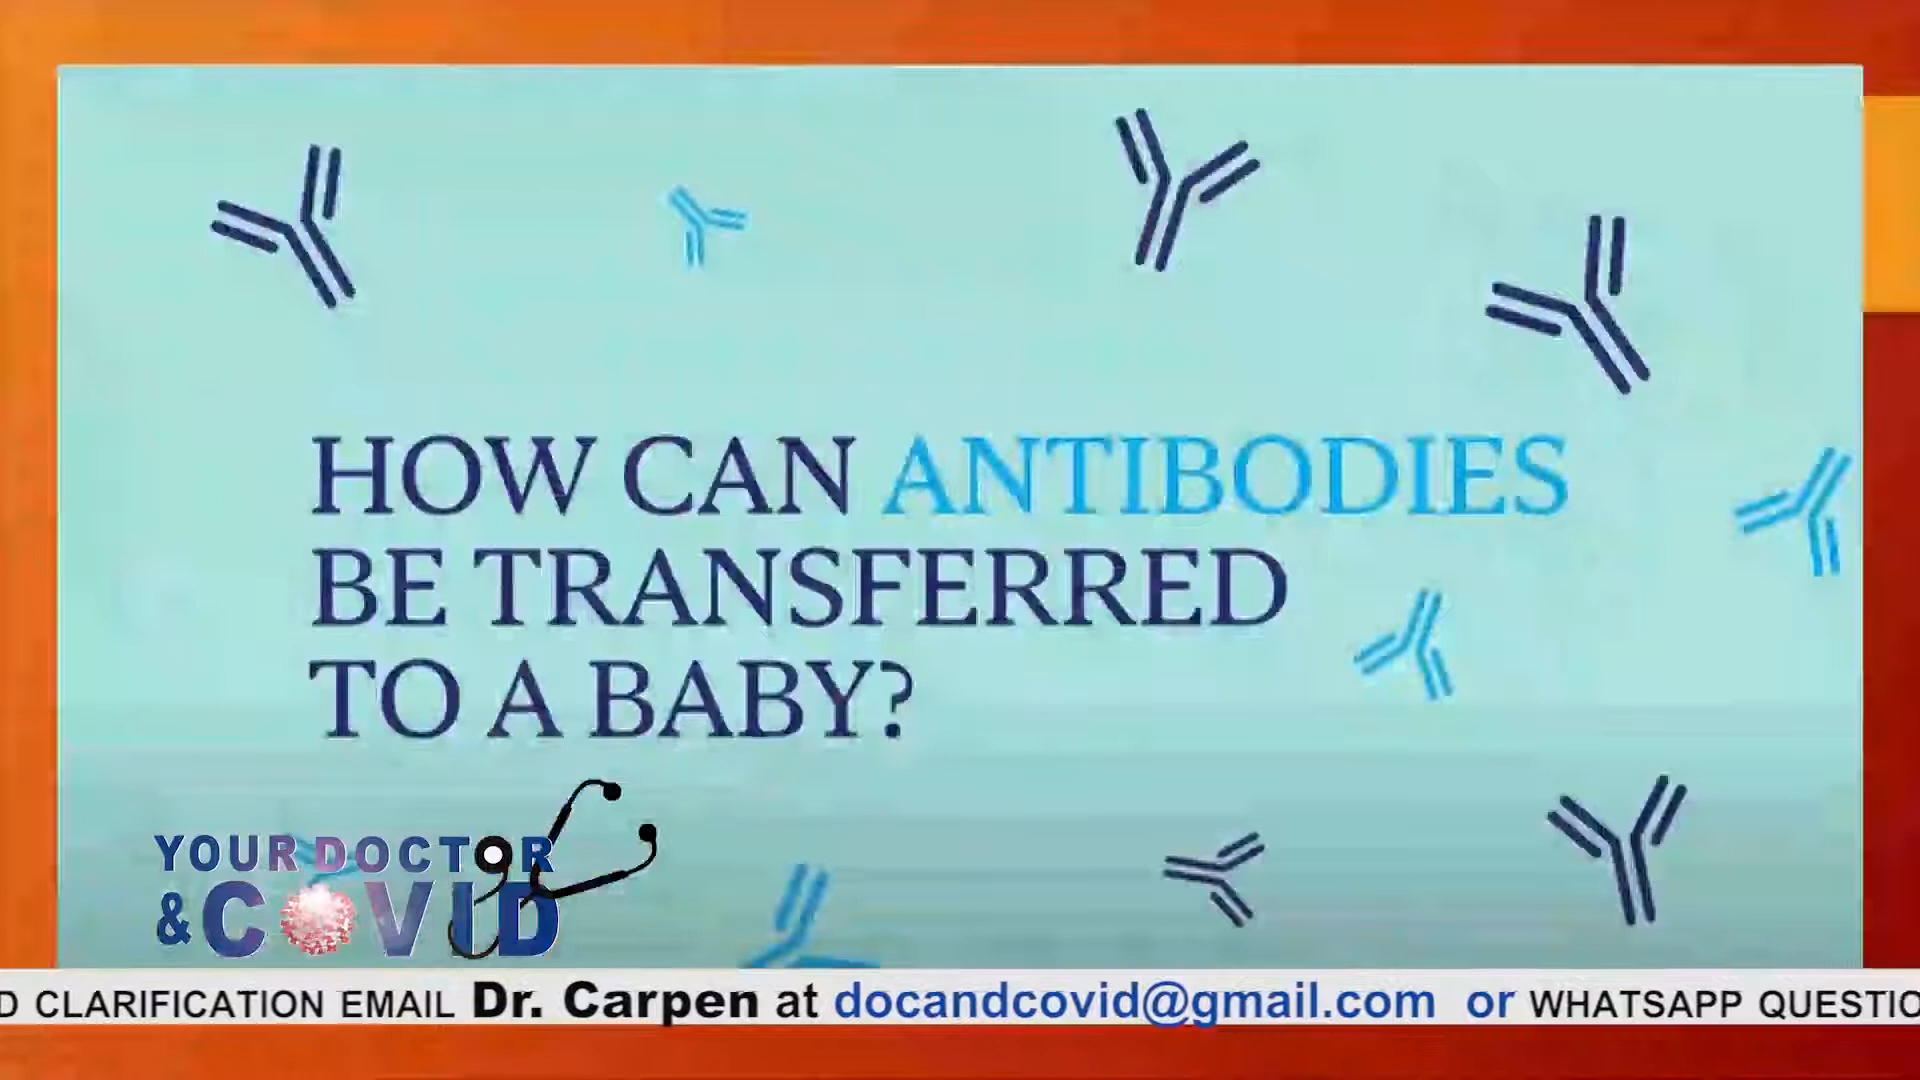 HOW CAN ANTIBODIES
BE TRANSFERRED
TO A BABY?
YOUR DOCTOR
& COVID
D CLARIFICATION EMAIL Dr. Carpen at docandcovid@gmail.com or WHATSAPP QUESTIO